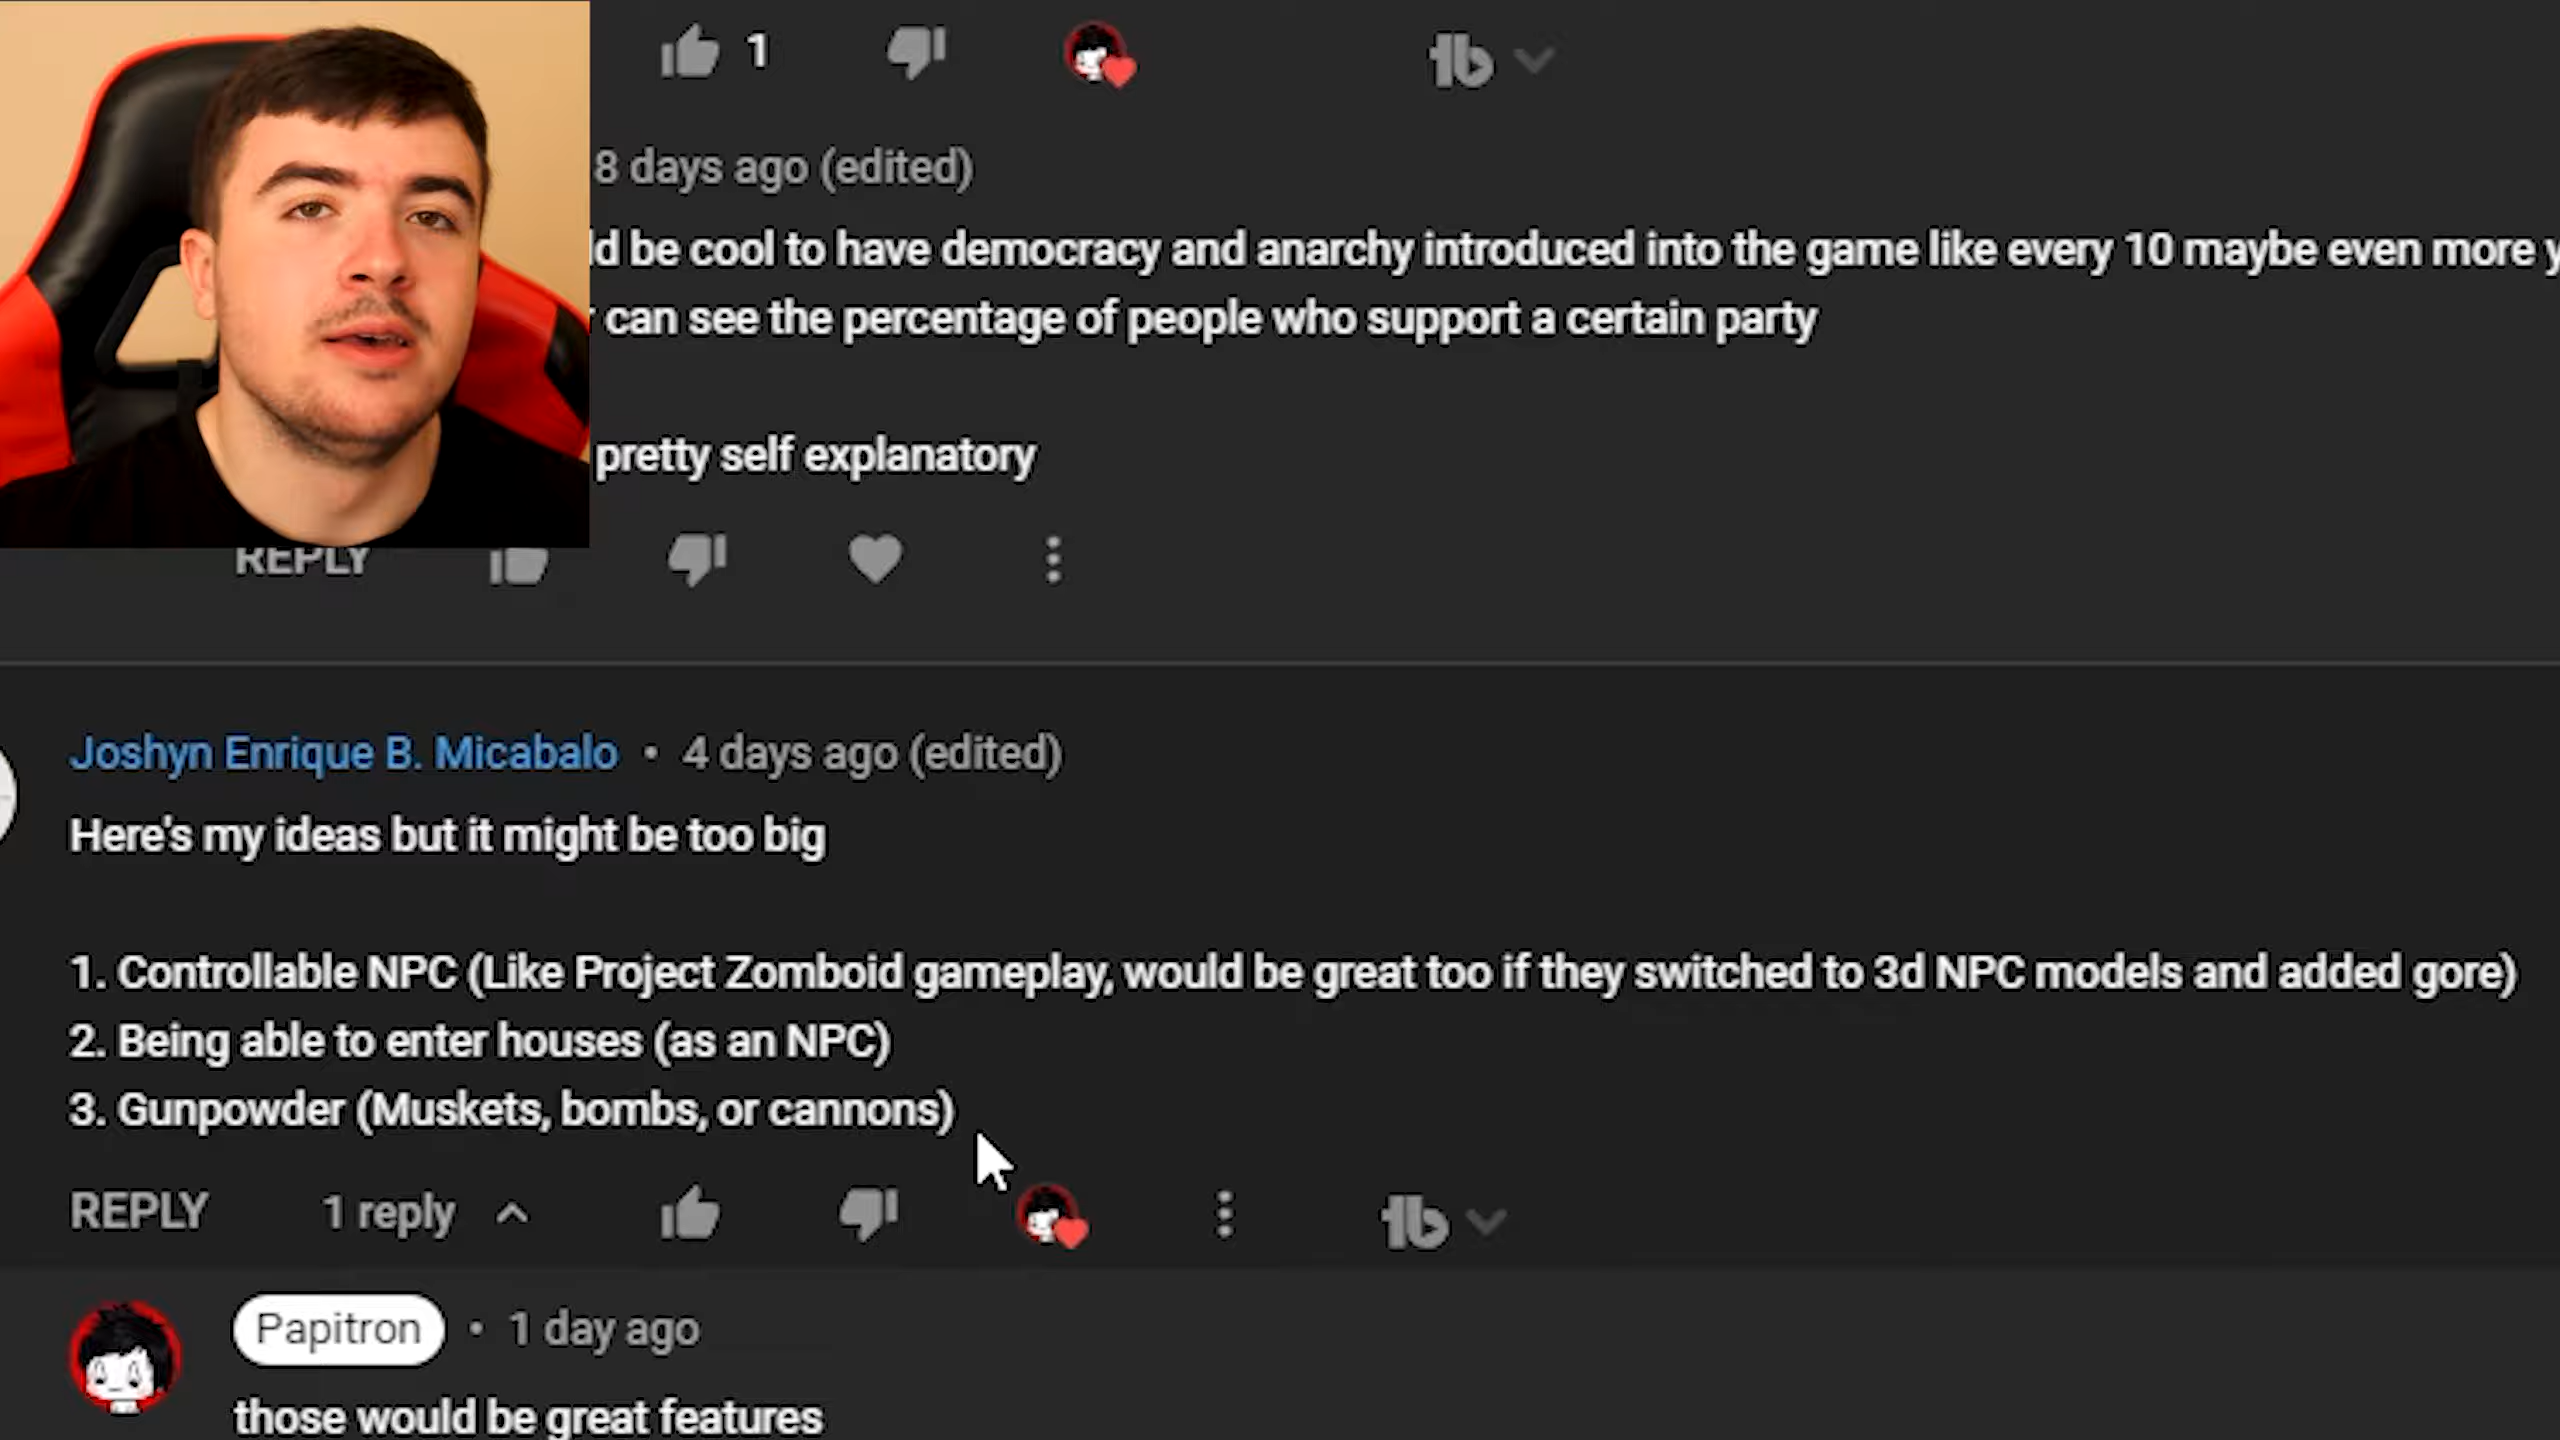 1
8 days ago (edited)
be cool to have democracy and anarchy introduced into the game like every 10 maybe even more
can see the percentage of people who support a certain party
pretty self explanatory
REPLY
Joshyn Enrique B. Micabalo • 4 days ago (edited)
Here's my ideas but it might be too big
1. Controllable NPC (Like Project Zomboid gameplay, would be great too if they switched to 3d NPC models and added gore)
2. Being able to enter houses (as an NPC)
3. Gunpowder (Muskets, bombs, or cannons)
REPLY 1 reply
Papitron • 1 day ago
those would be great features